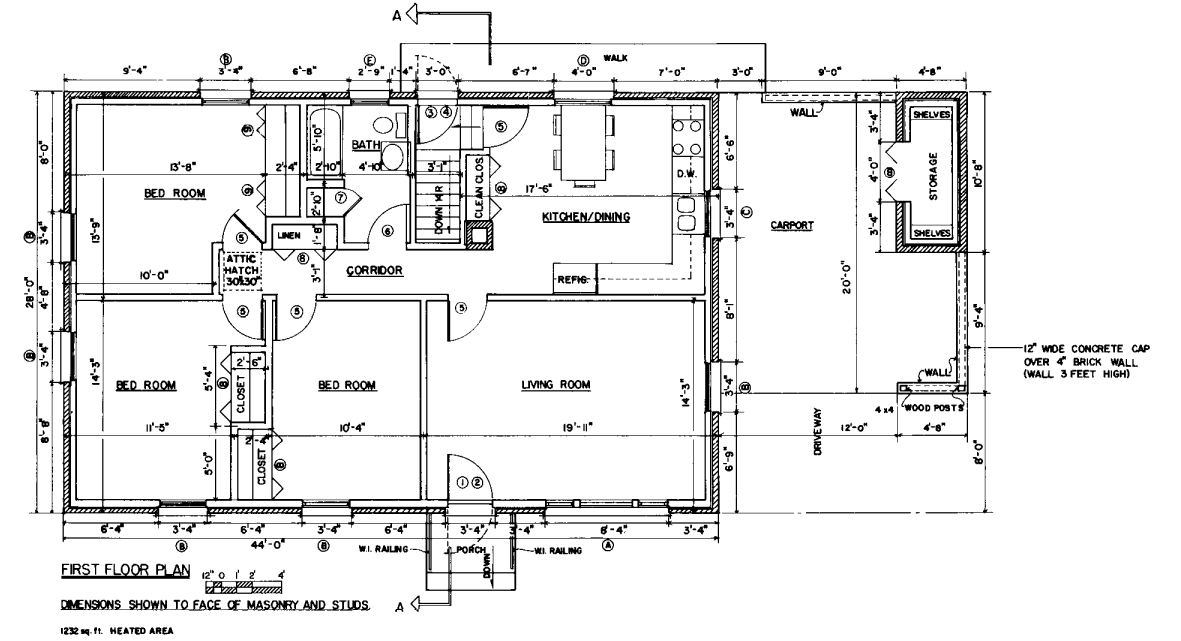 A
WALK
B
E
D
9'-4"
3'-4"
6'-8"
2'-9"
1'-4"
3'-0"
6'-7"
4'-0"
7'-0"
3'-0"
9'-0"
4'-8"
WALL
SHELVES
3'-4"
4'-0"
8
STORAGE
3'-4"
SHELVES
10'-8"
8'-0"
3'-4"
B
28'-0"
4'-8"
3'-4"
B
8'-8"
13'-8"
BED ROOM
13'-9"
10'-0"
2'-4"
6
6
5'-10"
BATH
2'-10"
4'-10"
2'-10"
7
1'-8"
LINEN
8
3'-1"
6
3
4
5
3'-1"
DOWN 14R
CLEAN CLOS.
8
17'-6"
KITCHEN/DINING
D.W.
REFIG.
6'-6"
3'-4"
C
CARPORT
20'-0"
5
ATTIC
HATCH
30"x30"
CORRIDOR
5
5
5
8'-1"
9'-4"
12" WIDE CONCRETE CAP
OVER 4" BRICK WALL
(WALL 3 FEET HIGH)
14'-3"
BED ROOM
2'-6"
5'-4"
8
CLOSET
BED ROOM
LIVING ROOM
14'-3"
3'-4"
B
WALL
4x4
WOOD POSTS
11'-5"
2'-4"
10'-4"
19'-11"
DRIVEWAY
12'-0"
4'-8"
8'-0"
5'-0"
CLOSET
8
1
2
6'-9"
6'-4"
3'-4"
6'-4"
3'-4"
6'-4"
3'-4"
3'-4"
8'-4"
3'-4"
B
44'-0"
B
W.I. RAILING
PORCH
DOWN
W.I. RAILING
A
FIRST FLOOR PLAN
12" 0 1' 2' 4'
DIMENSIONS SHOWN TO FACE OF MASONRY AND STUDS.
A
1232 sq. ft. HEATED AREA